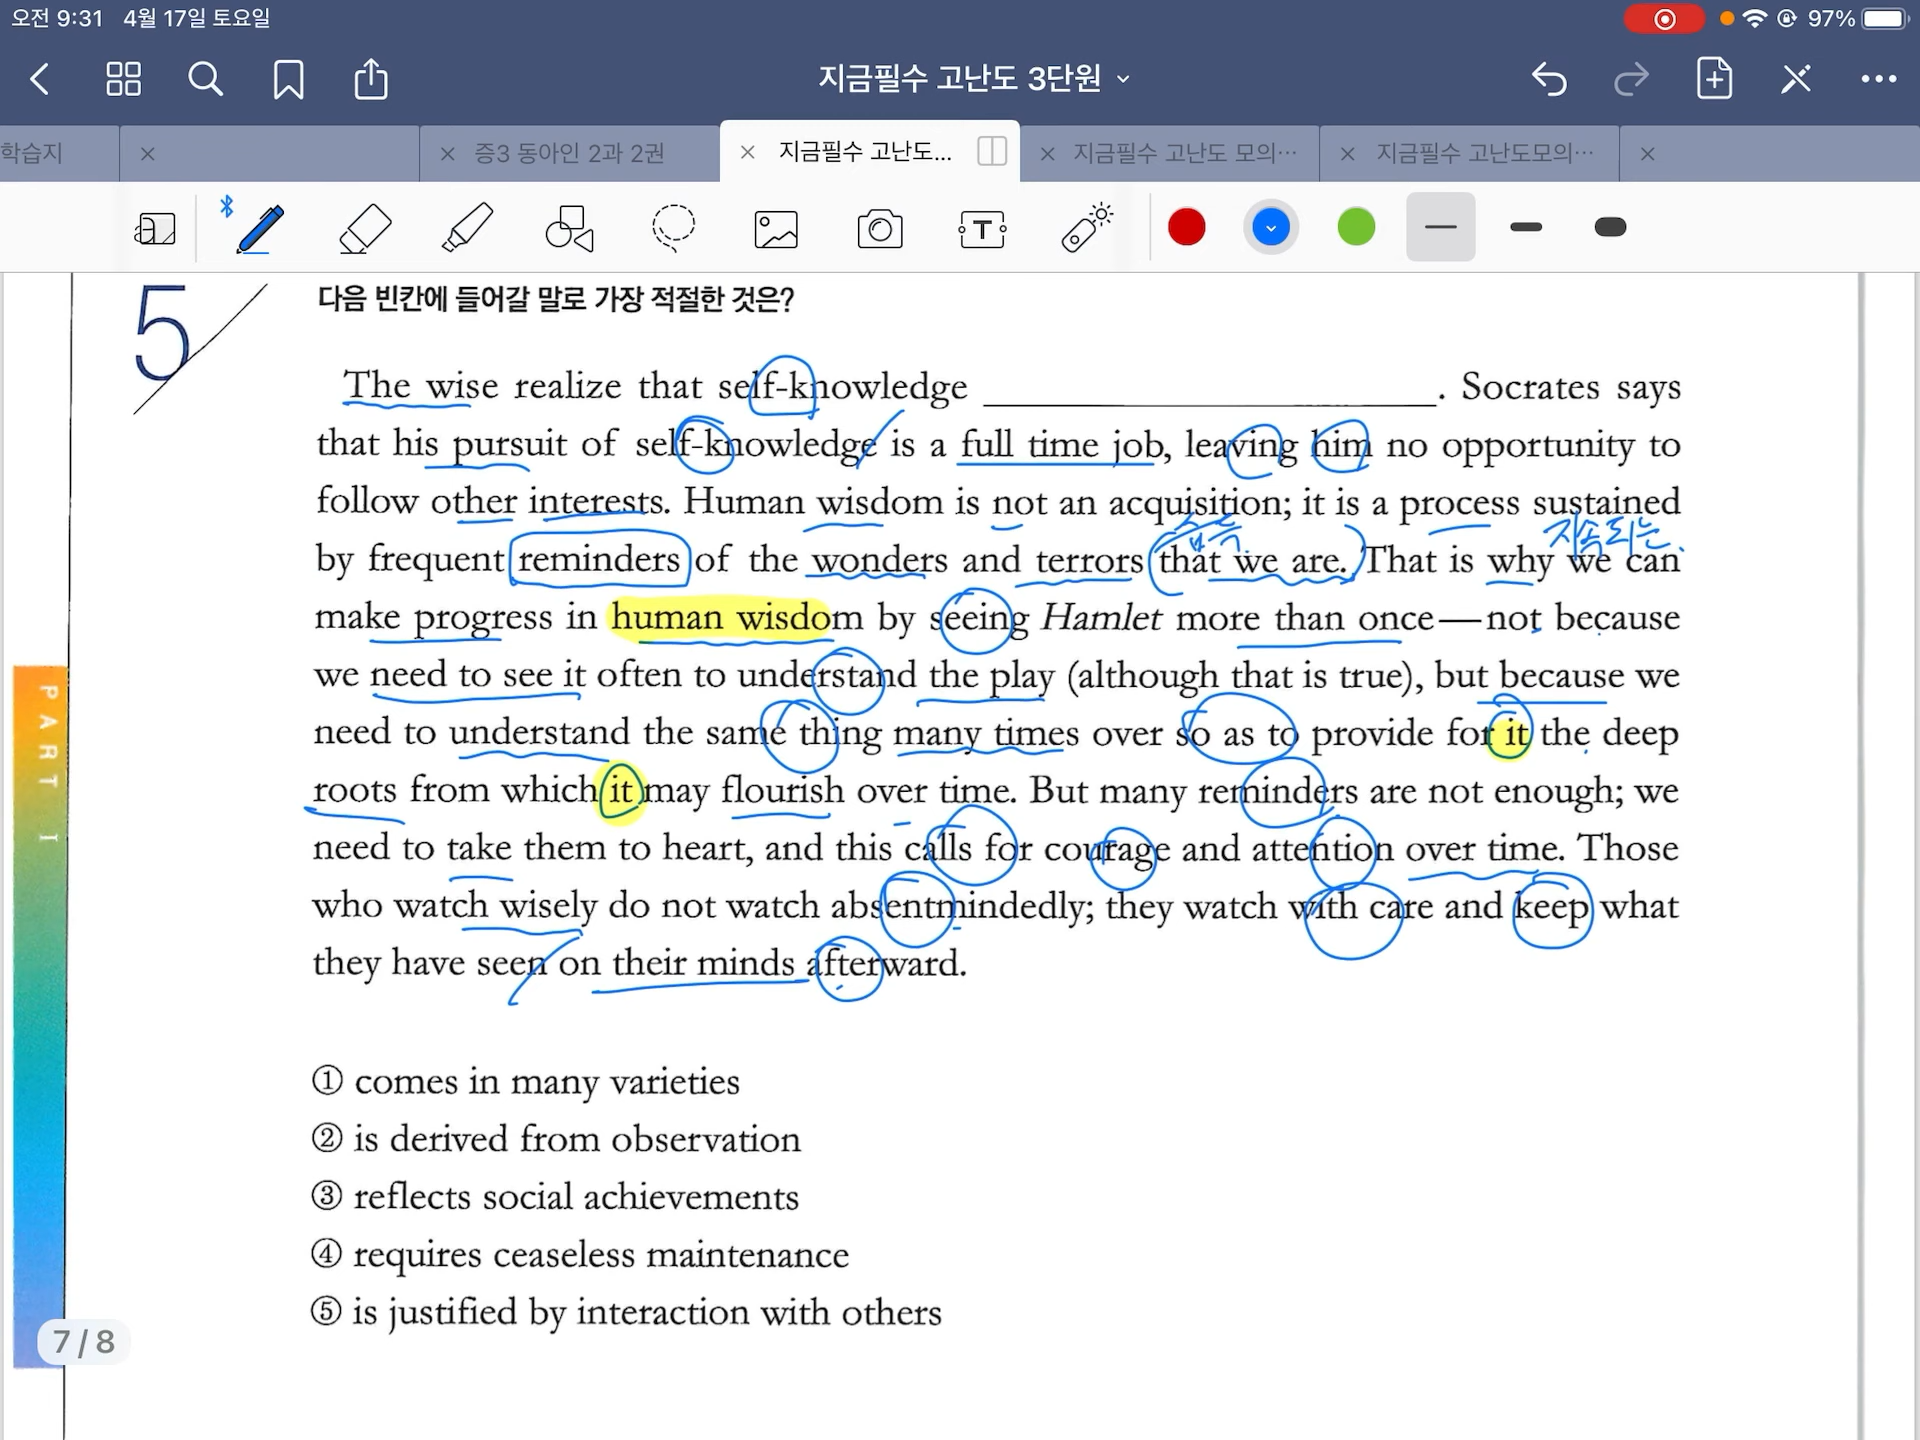 오전 9:31 4월 17일 토요일
97%
지금필수 고난도 3단원
학습지
증3 동아인 2과 2권
지금필수 고난도...
지금필수 고난도 모의…
지금필수 고난도모의…
5
다음 빈칸에 들어갈 말로 가장 적절한 것은?
The wise realize that self-knowledge ______________________. Socrates says
that his pursuit of self-knowledge is a full time job, leaving him no opportunity to
follow other interests. Human wisdom is not an acquisition; it is a process sustained
습득
지속되는
by frequent reminders of the wonders and terrors that we are. That is why we can
make progress in human wisdom by seeing Hamlet more than once—not because
we need to see it often to understand the play (although that is true), but because we
need to understand the same thing many times over so as to provide for it the deep
roots from which it may flourish over time. But many reminders are not enough; we
need to take them to heart, and this calls for courage and attention over time. Those
who watch wisely do not watch absentmindedly; they watch with care and keep what
they have seen on their minds afterward.
① comes in many varieties
② is derived from observation
③ reflects social achievements
④ requires ceaseless maintenance
⑤ is justified by interaction with others
PART I
7 / 8